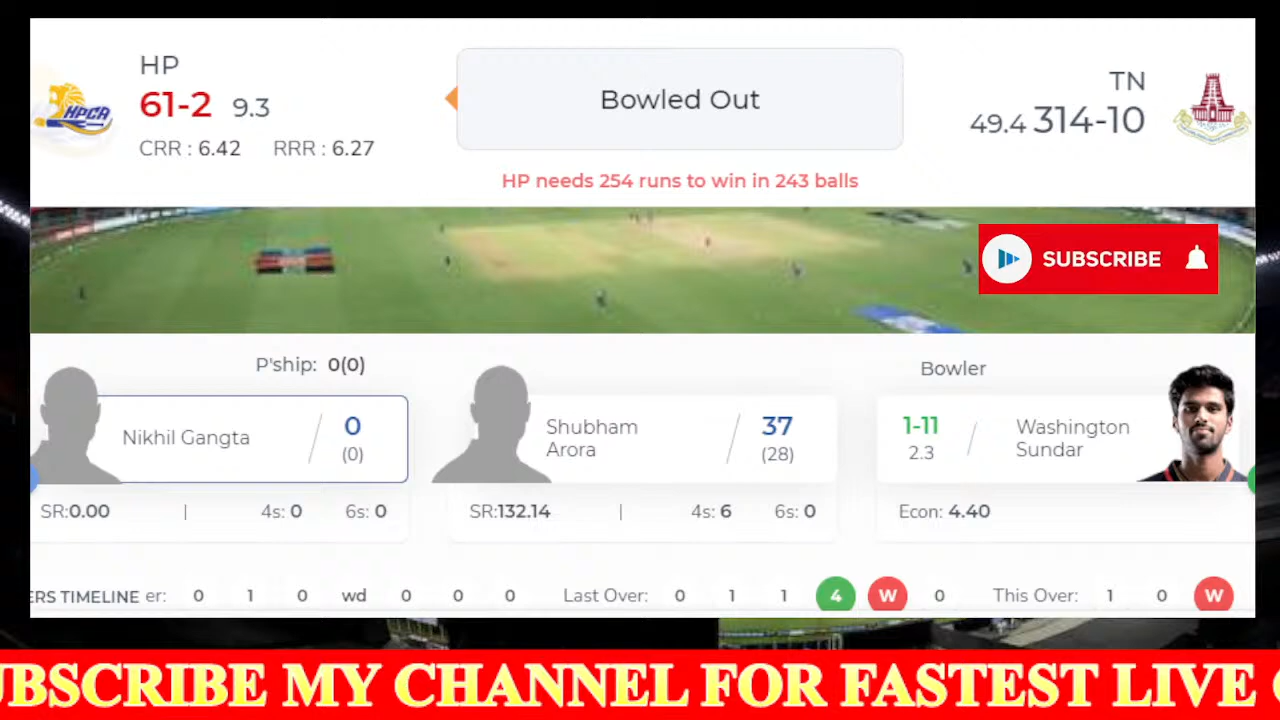 HP
61-2 9.3
CRR : 6.42 RRR : 6.27
HPCA
Bowled Out
HP needs 254 runs to win in 243 balls
TN
49.4 314-10
SUBSCRIBE
P'ship: 0(0)
Nikhil Gangta
0
(0)
SR:0.00 | 4s: 0 6s: 0
Shubham
Arora
37
(28)
SR:132.14 | 4s: 6 6s: 0
Bowler
1-11
2.3
Washington
Sundar
Econ: 4.40
ERS TIMELINE er: 0 1 0 wd 0 0 0 Last Over: 0 1 1 4 W 0 This Over: 1 0 W
UBSCRIBE MY CHANNEL FOR FASTEST LIVE